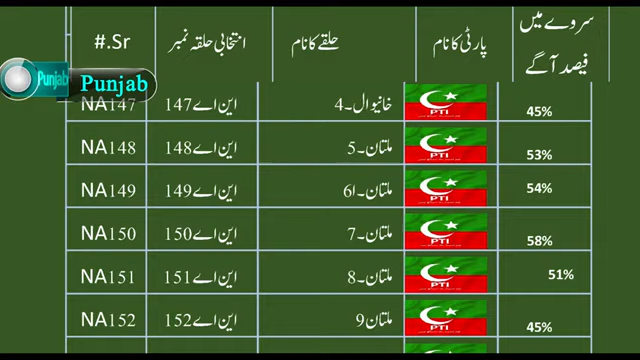 Sr.#	انتخابی حلقہ نمبر	حلقے کا نام	پارٹی کا نام	سروے میں
فیصد آگے
Punjab Punjab
NA147	این اے 147	خانیوال۔4	PTI	45%
NA148	این اے 148	ملتان۔5	PTI	53%
NA149	این اے 149	ملتان۔6ا	PTI	54%
NA150	این اے 150	ملتان۔7	PTI	58%
NA151	این اے 151	ملتان۔8	PTI	51%
NA152	این اے 152	ملتان 9	PTI	45%